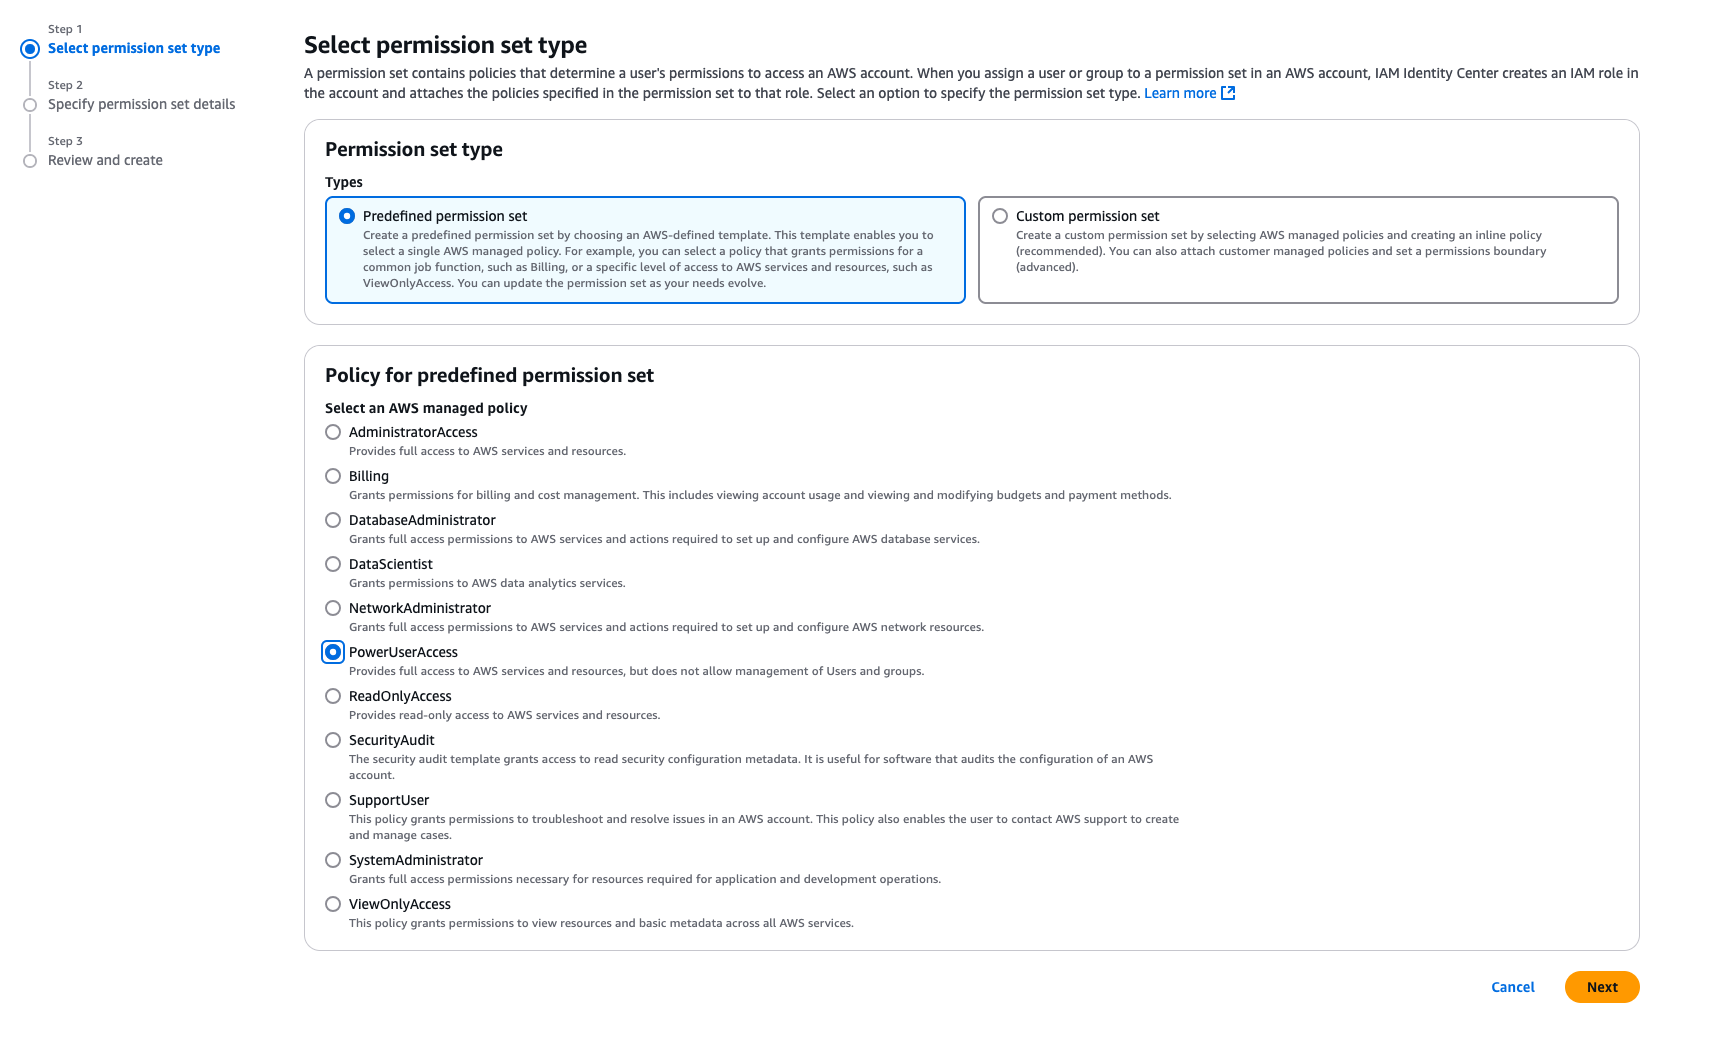 Step 1
Select permission set type
Step 2
Specify permission set details
Step 3
Review and create
Select permission set type
A permission set contains policies that determine a user's permissions to access an AWS account. When you assign a user or group to a permission set in an AWS account, IAM Identity Center creates an IAM role in
the account and attaches the policies specified in the permission set to that role. Select an option to specify the permission set type. Learn more
Permission set type
Types
Predefined permission set
Create a predefined permission set by choosing an AWS-defined template. This template enables you to
select a single AWS managed policy. For example, you can select a policy that grants permissions for a
common job function, such as Billing, or a specific level of access to AWS services and resources, such as
ViewOnlyAccess. You can update the permission set as your needs evolve.
Custom permission set
Create a custom permission set by selecting AWS managed policies and creating an inline policy
(recommended). You can also attach customer managed policies and set a permissions boundary
(advanced).
Policy for predefined permission set
Select an AWS managed policy
AdministratorAccess
Provides full access to AWS services and resources.
Billing
Grants permissions for billing and cost management. This includes viewing account usage and viewing and modifying budgets and payment methods.
DatabaseAdministrator
Grants full access permissions to AWS services and actions required to set up and configure AWS database services.
DataScientist
Grants permissions to AWS data analytics services.
NetworkAdministrator
Grants full access permissions to AWS services and actions required to set up and configure AWS network resources.
PowerUserAccess
Provides full access to AWS services and resources, but does not allow management of Users and groups.
ReadOnlyAccess
Provides read-only access to AWS services and resources.
SecurityAudit
The security audit template grants access to read security configuration metadata. It is useful for software that audits the configuration of an AWS
account.
SupportUser
This policy grants permissions to troubleshoot and resolve issues in an AWS account. This policy also enables the user to contact AWS support to create
and manage cases.
SystemAdministrator
Grants full access permissions necessary for resources required for application and development operations.
ViewOnlyAccess
This policy grants permissions to view resources and basic metadata across all AWS services.
Cancel
Next